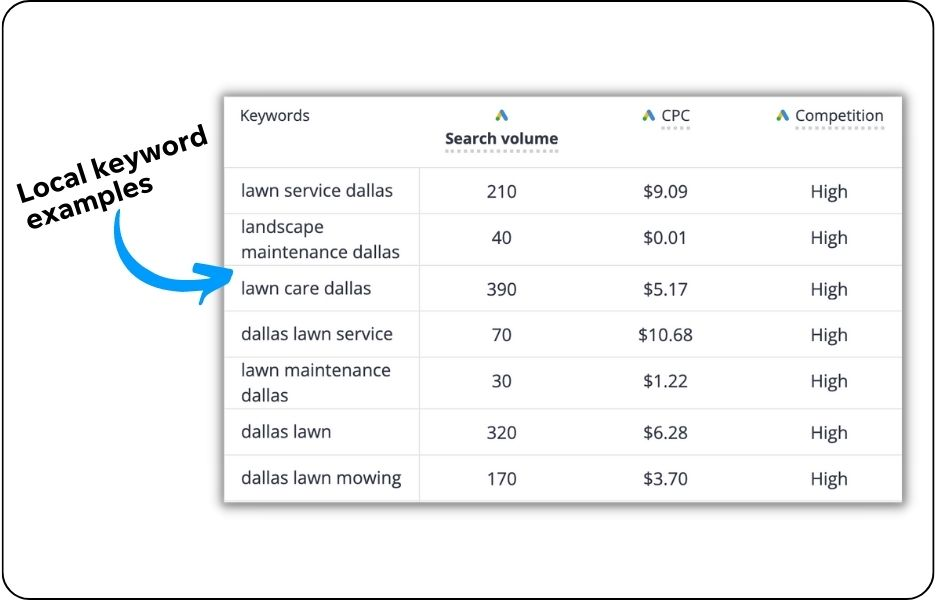 Local keyword
examples
Keywords
Search volume
CPC
Competition
lawn service dallas 210 $9.09 High
landscape
maintenance dallas 40 $0.01 High
lawn care dallas 390 $5.17 High
dallas lawn service 70 $10.68 High
lawn maintenance
dallas 30 $1.22 High
dallas lawn 320 $6.28 High
dallas lawn mowing 170 $3.70 High